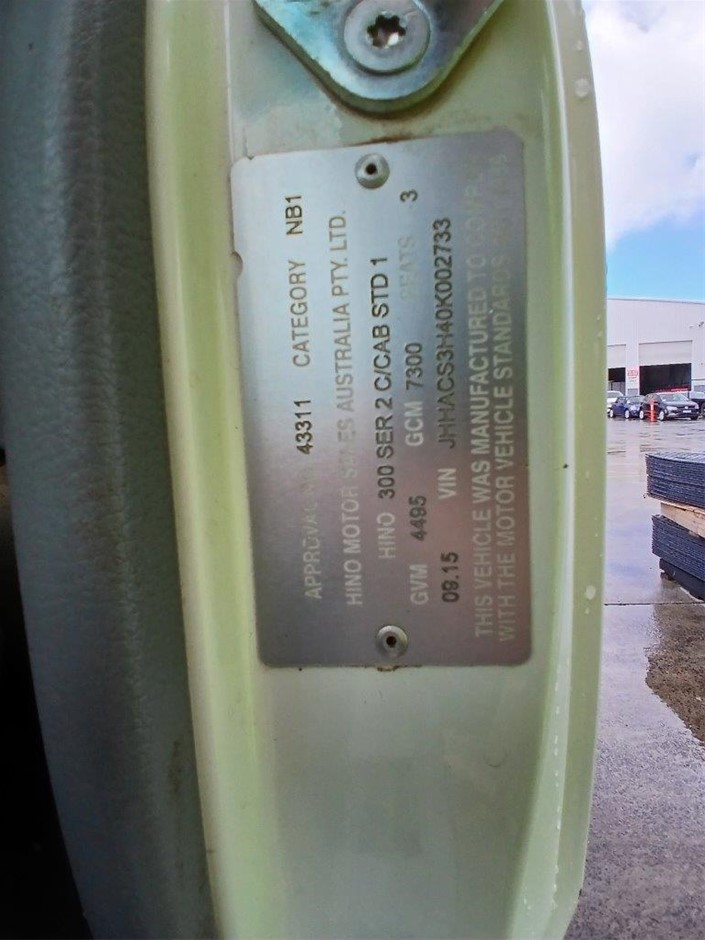 APPROVAL 43311 CATEGORY NB1
HINO MOTOR SALES AUSTRALIA PTY. LTD.
HINO 300 SER.2 C/CAB STD 1
GVM 4495 GCM 7300 SEATS 3
09.15 VIN JHHACS3H40K002733
THIS VEHICLE WAS MANUFACTURED TO COMPLY
WITH THE MOTOR VEHICLE STANDARDS